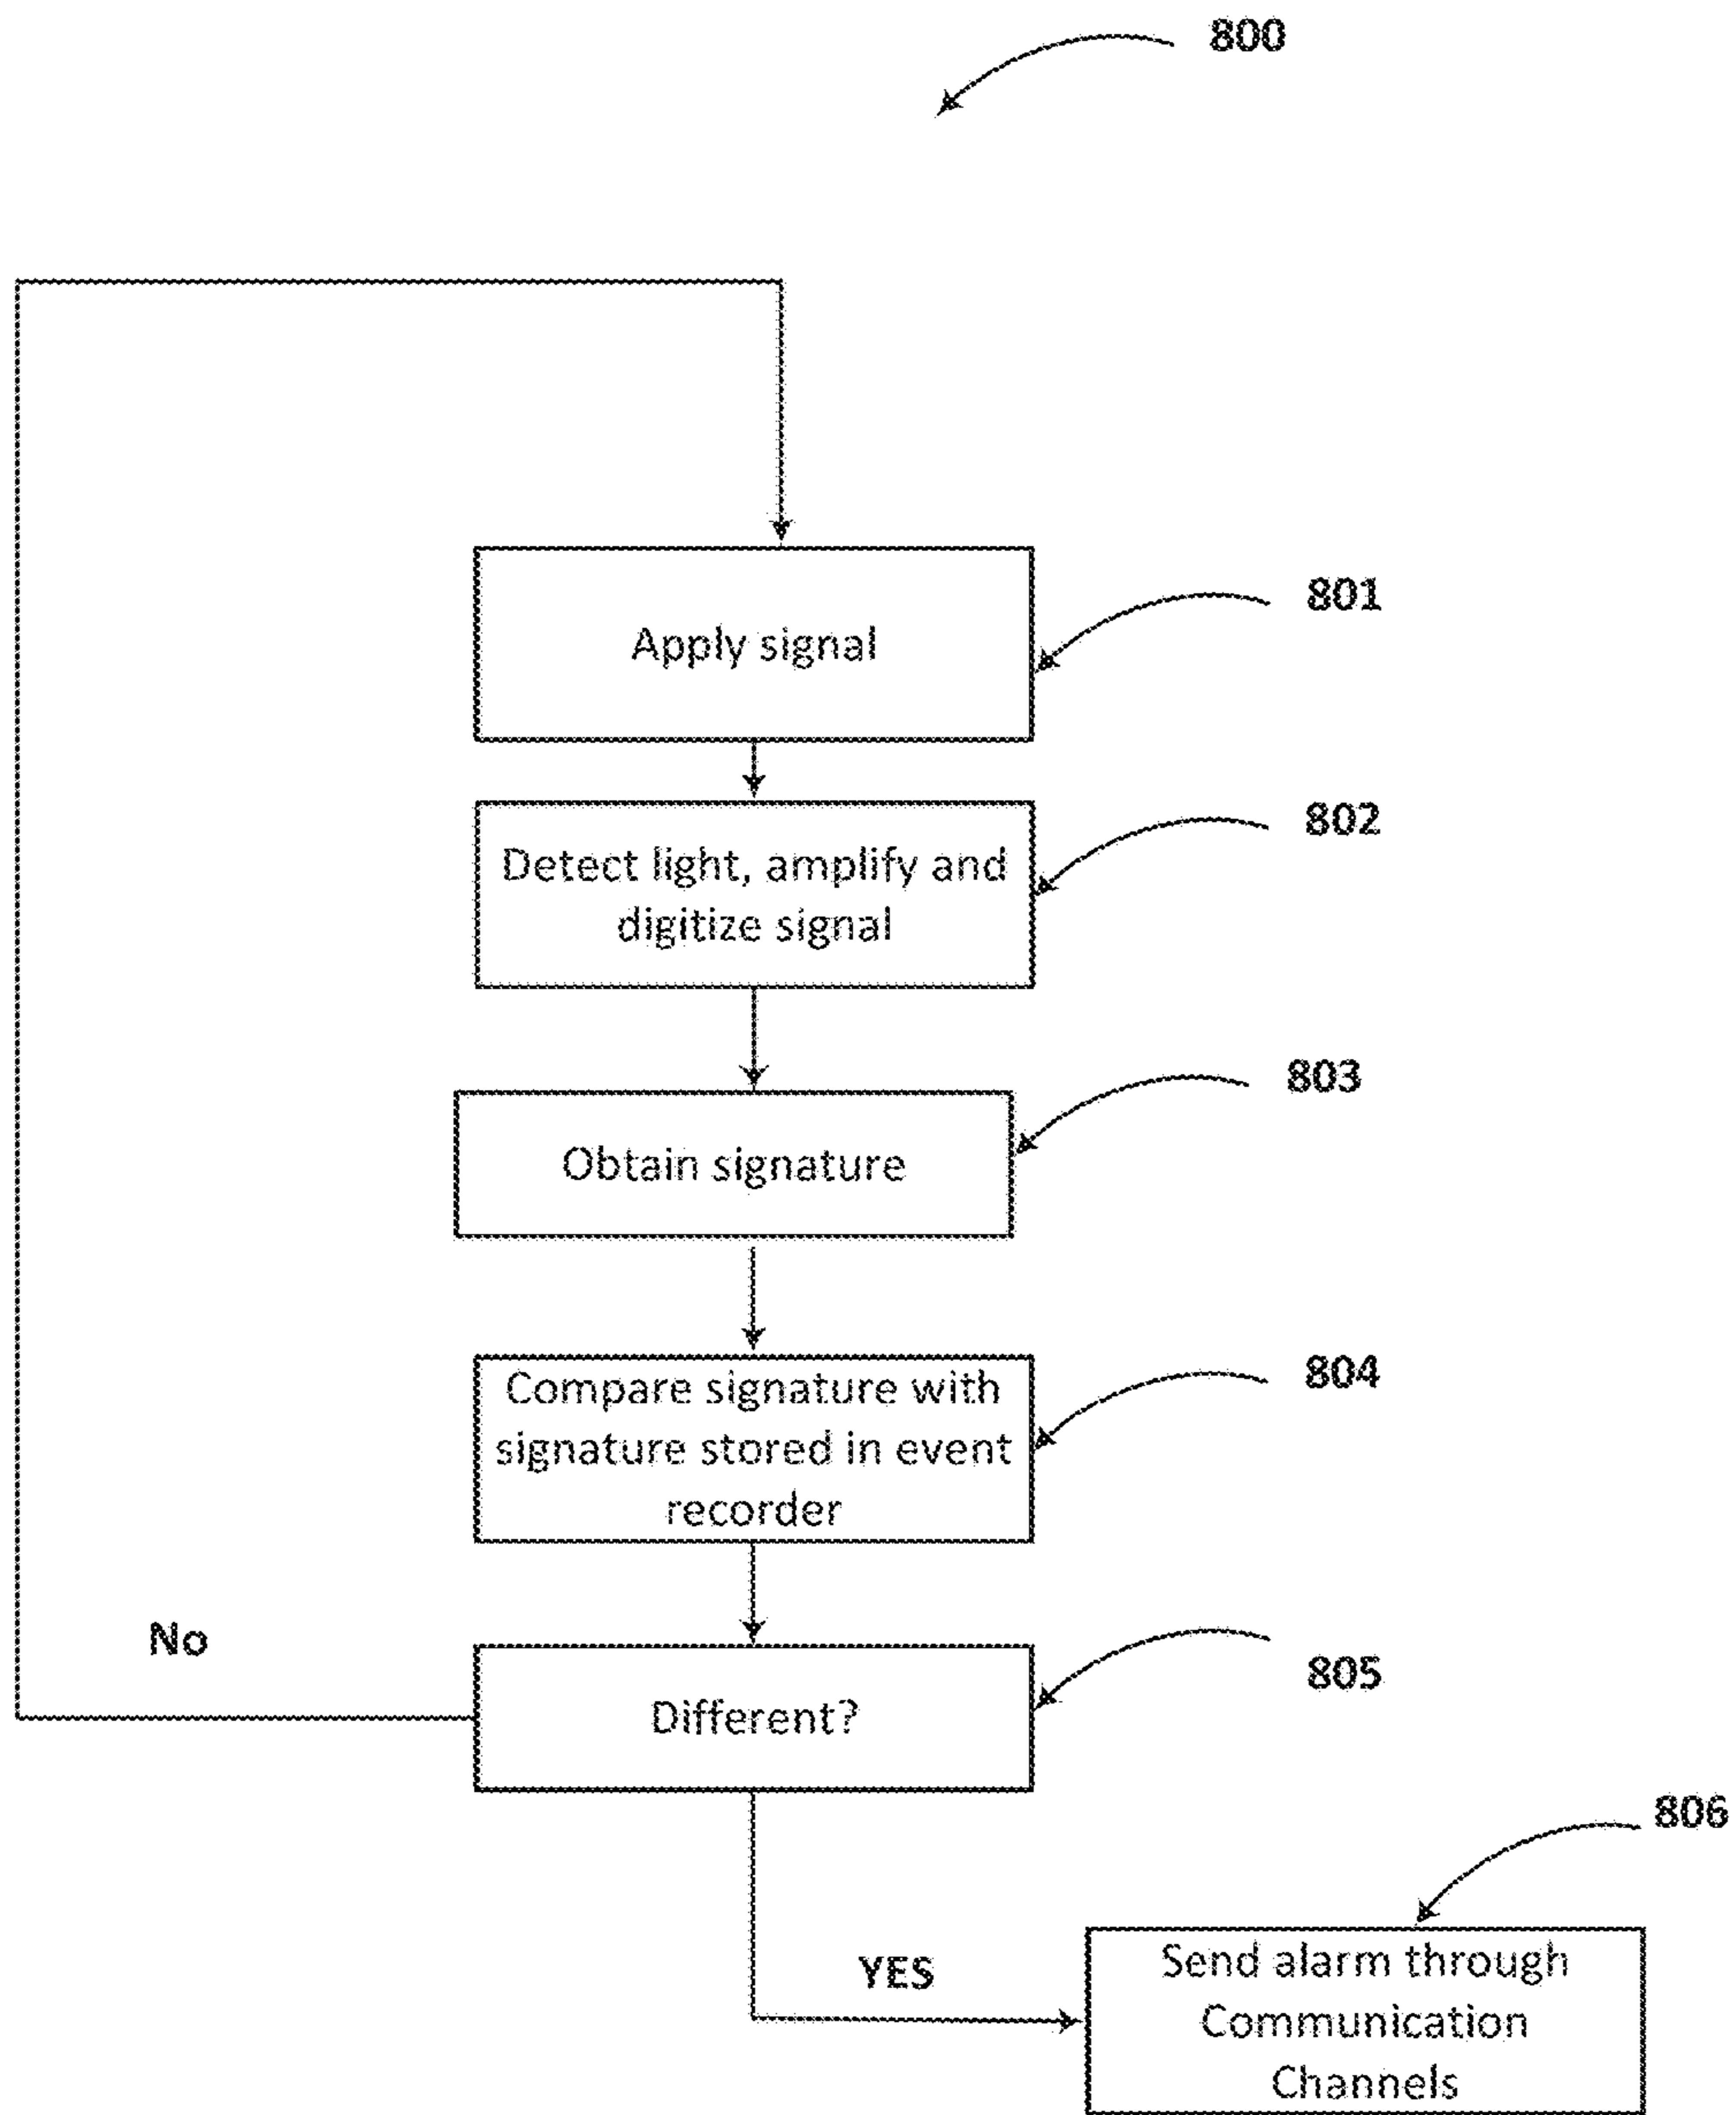 800
Apply signal
801
Detect light, amplify and
digitize signal
802
Obtain signature
803
Compare signature with
signature stored in event
recorder
804
No
Different?
805
YES
Send alarm through
Communication
Channels
806